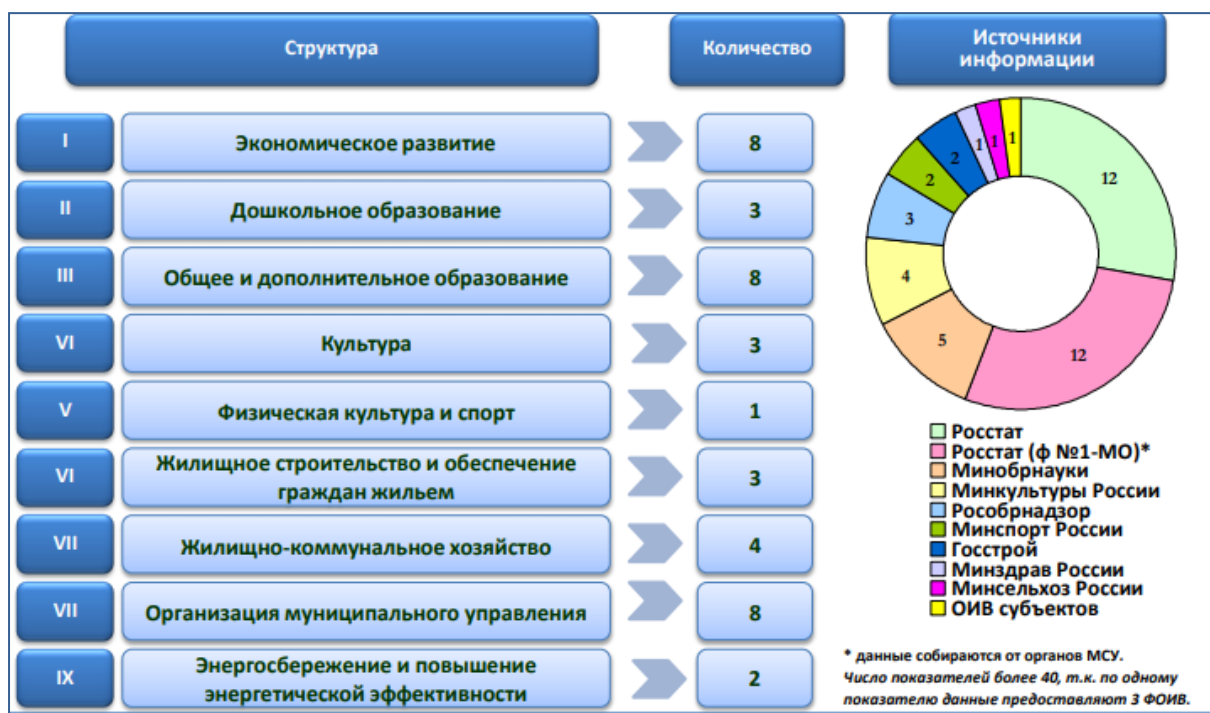 Структура
Количество
Источники
информации
I
Экономическое развитие
8
II
Дошкольное образование
3
III
Общее и дополнительное образование
8
VI
Культура
3
V
Физическая культура и спорт
1
VI
Жилищное строительство и обеспечение
граждан жильем
3
VII
Жилищно-коммунальное хозяйство
4
VII
Организация муниципального управления
8
IX
Энергосбережение и повышение
энергетической эффективности
2
12
12
5
4
3
2
2
1
1
1
Росстат
Росстат (ф №1-МО)*
Минобрнауки
Минкультуры России
Рособрнадзор
Минспорт России
Госстрой
Минздрав России
Минсельхоз России
ОИВ субъектов
* данные собираются от органов МСУ.
Число показателей более 40, т.к. по одному
показателю данные предоставляют 3 ФОИВ.